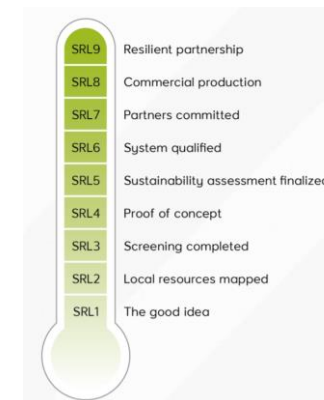 SRL9 Resilient partnership
SRL8 Commercial production
SRL7 Partners committed
SRL6 System qualified
SRL5 Sustainability assessment finalized
SRL4 Proof of concept
SRL3 Screening completed
SRL2 Local resources mapped
SRL1 The good idea